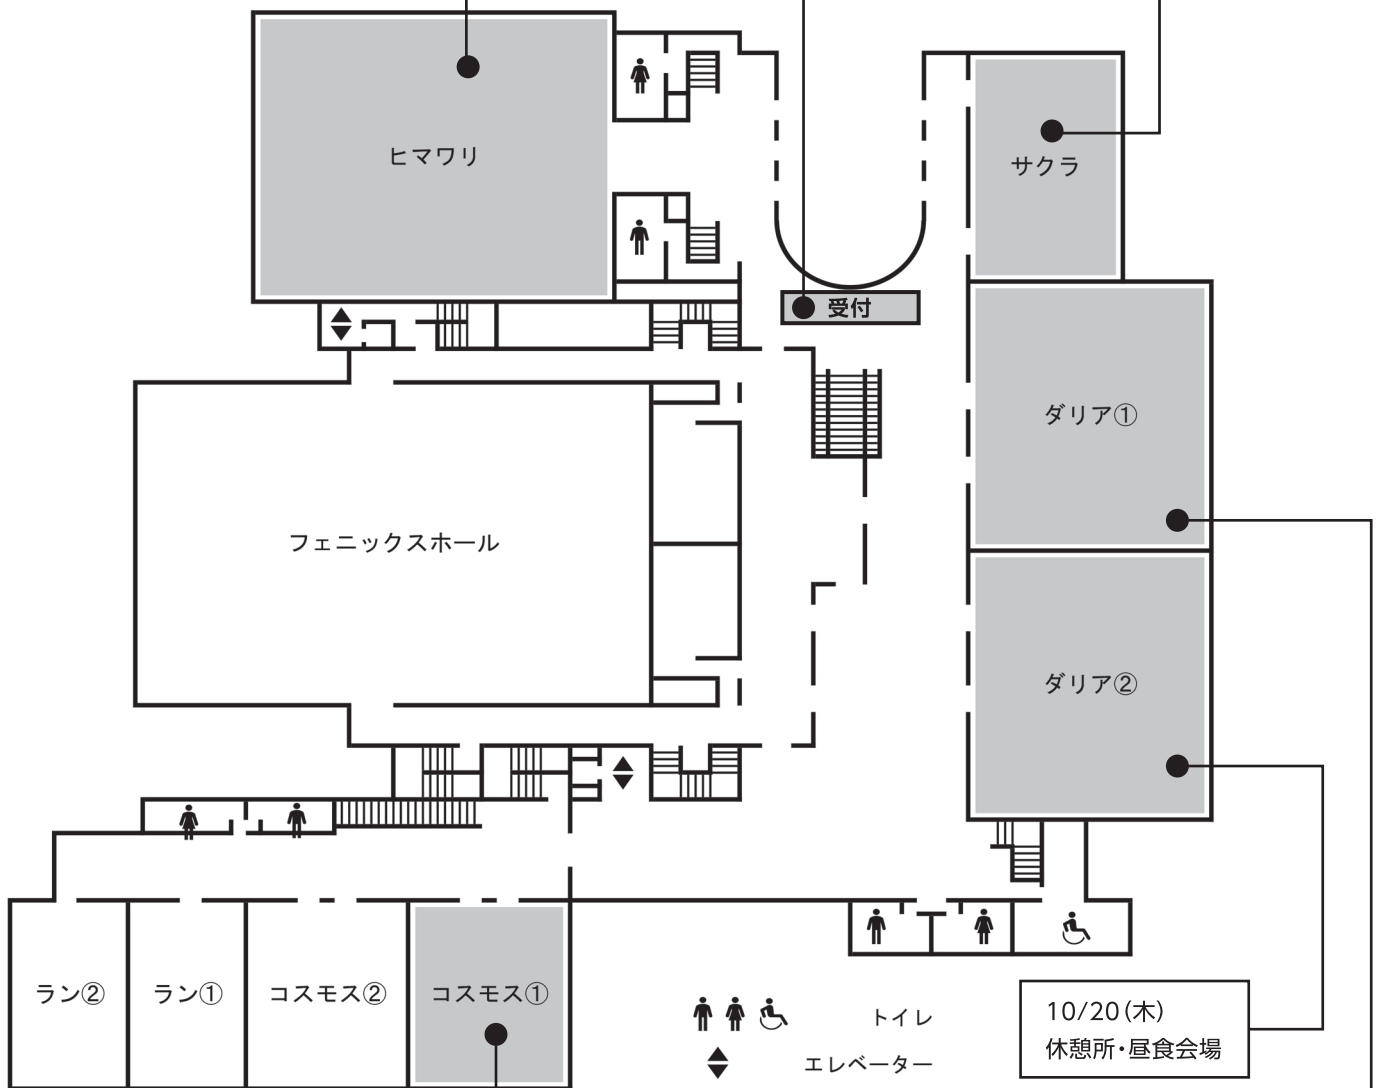 ヒマワリ
サクラ
受付
ダリア①
フェニックスホール
ダリア②
ラン②
ラン①
コスモス②
コスモス①
トイレ
エレベーター
10/20(木)
休憩所・昼食会場